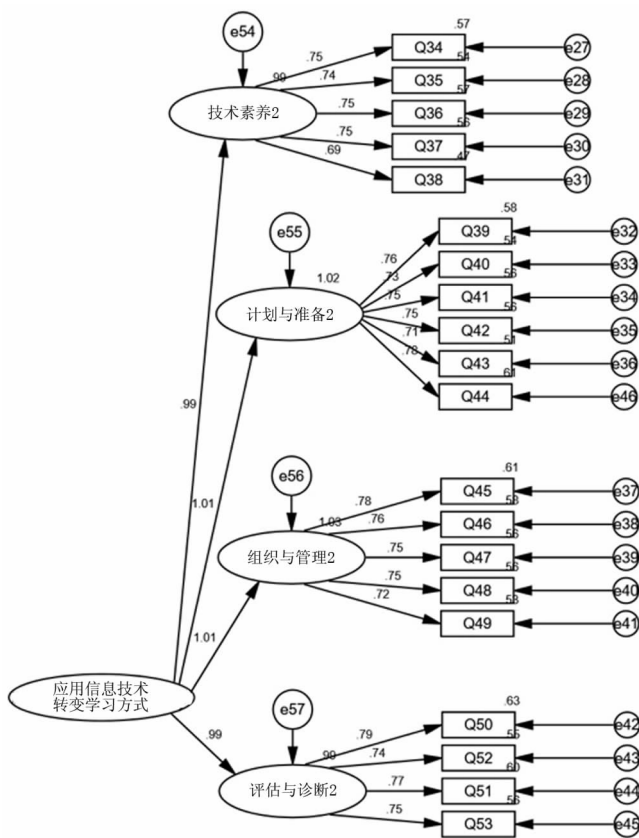 e54
.57
.75
Q34
e27
.99
.74
.54
Q35
e28
.57
技术素养2
.75
Q36
e29
.56
.75
Q37
e30
.47
.69
Q38
e31
.58
e55
.76
Q39
e32
.54
.73
Q40
e33
1.02
.56
.75
Q41
e34
计划与准备2
.56
.75
Q42
e35
.51
.71
Q43
e36
.61
.78
Q44
e46
.99
1.01
.61
e56
.78
Q45
e37
.58
1.03
.76
Q46
e38
.56
组织与管理2
.75
Q47
e39
.56
.75
Q48
e40
.53
.72
Q49
e41
1.01
应用信息技术
转变学习方式
.63
e57
.79
Q50
e42
.55
.99
.74
Q52
e43
.60
评估与诊断2
.77
Q51
e44
.56
.75
Q53
e45
.99